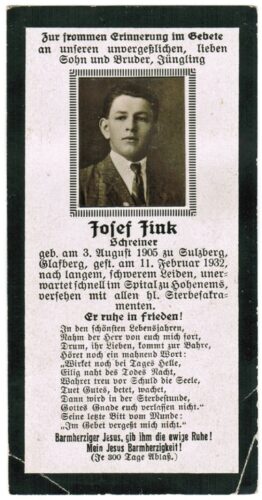 Zur frommen Erinnerung im Gebete
an unseren unvergeßlichen, lieben
Sohn und Bruder, Jüngling
Josef Fink
Schreiner
geb. am 3. August 1905 zu Sulzberg,
Glafberg, gest. am 11. Februar 1932,
nach langem, schwerem Leiden, uner-
wartet schnell im Spital zu Hohenems,
versehen mit allen hl. Sterbesakra-
menten.
Er ruhe in Frieden!
In den schönsten Lebensjahren,
Nahm der Herr von euch mich fort,
Drum, ihr Lieben, kommt zur Bahre,
Höret noch ein mahnend Wort:
„Wirket noch bei Tages Helle,
Eilig naht des Todes Nacht,
Wahret treu vor Schuld die Seele,
Tuet Gutes, betet, wachet,
Dann wird in der Sterbestunde,
Gottes Gnade euch verlassen nicht."
Seine letzte Bitt vom Munde:
„Im Gebet vergeßt mich nicht."
Barmherziger Jesus, gib ihm die ewige Ruhe!
Mein Jesus Barmherzigkeit!
(Je 300 Tage Ablaß.)